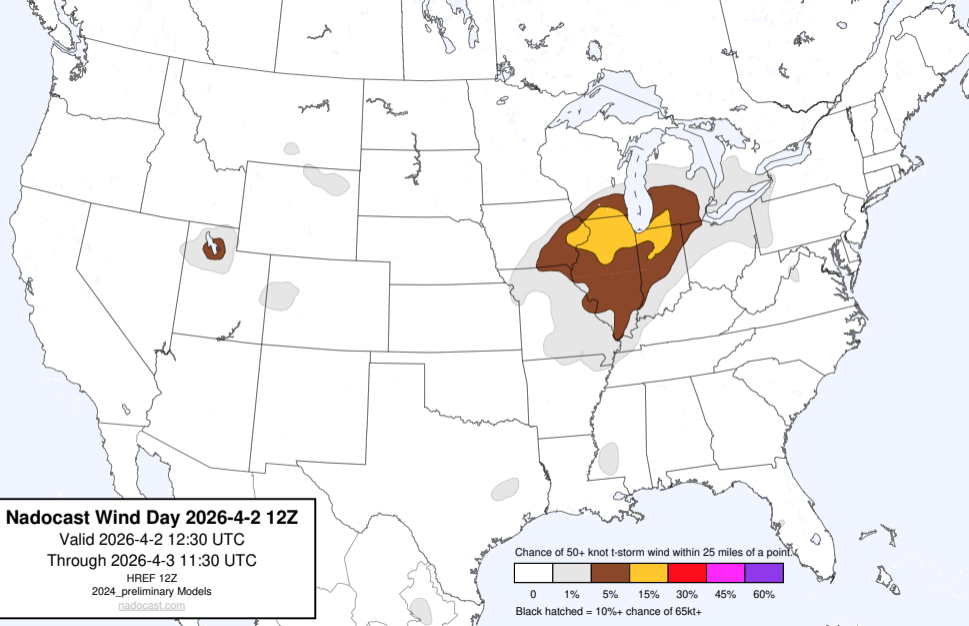 Nadocast Wind Day 2026-4-2 12Z
Valid 2026-4-2 12:30 UTC
Through 2026-4-3 11:30 UTC
HREF 12Z
2024_preliminary Models
nadocast.com
Chance of 50+ knot t-storm wind within 25 miles of a point.
0 1% 5% 15% 30% 45% 60%
Black hatched = 10%+ chance of 65kt+